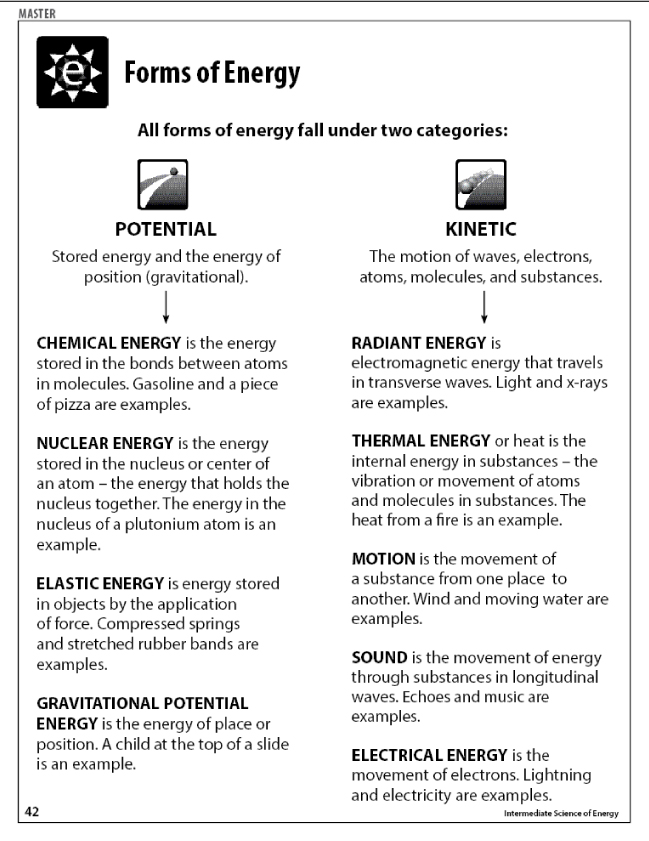 MASTER
e
Forms of Energy
All forms of energy fall under two categories:
POTENTIAL
Stored energy and the energy of
position (gravitational).
CHEMICAL ENERGY is the energy
stored in the bonds between atoms
in molecules. Gasoline and a piece
of pizza are examples.
NUCLEAR ENERGY is the energy
stored in the nucleus or center of
an atom – the energy that holds the
nucleus together. The energy in the
nucleus of a plutonium atom is an
example.
ELASTIC ENERGY is energy stored
in objects by the application
of force. Compressed springs
and stretched rubber bands are
examples.
GRAVITATIONAL POTENTIAL
ENERGY is the energy of place or
position. A child at the top of a slide
is an example.
KINETIC
The motion of waves, electrons,
atoms, molecules, and substances.
RADIANT ENERGY is
electromagnetic energy that travels
in transverse waves. Light and x-rays
are examples.
THERMAL ENERGY or heat is the
internal energy in substances – the
vibration or movement of atoms
and molecules in substances. The
heat from a fire is an example.
MOTION is the movement of
a substance from one place to
another. Wind and moving water are
examples.
SOUND is the movement of energy
through substances in longitudinal
waves. Echoes and music are
examples.
ELECTRICAL ENERGY is the
movement of electrons. Lightning
and electricity are examples.
42
Intermediate Science of Energy